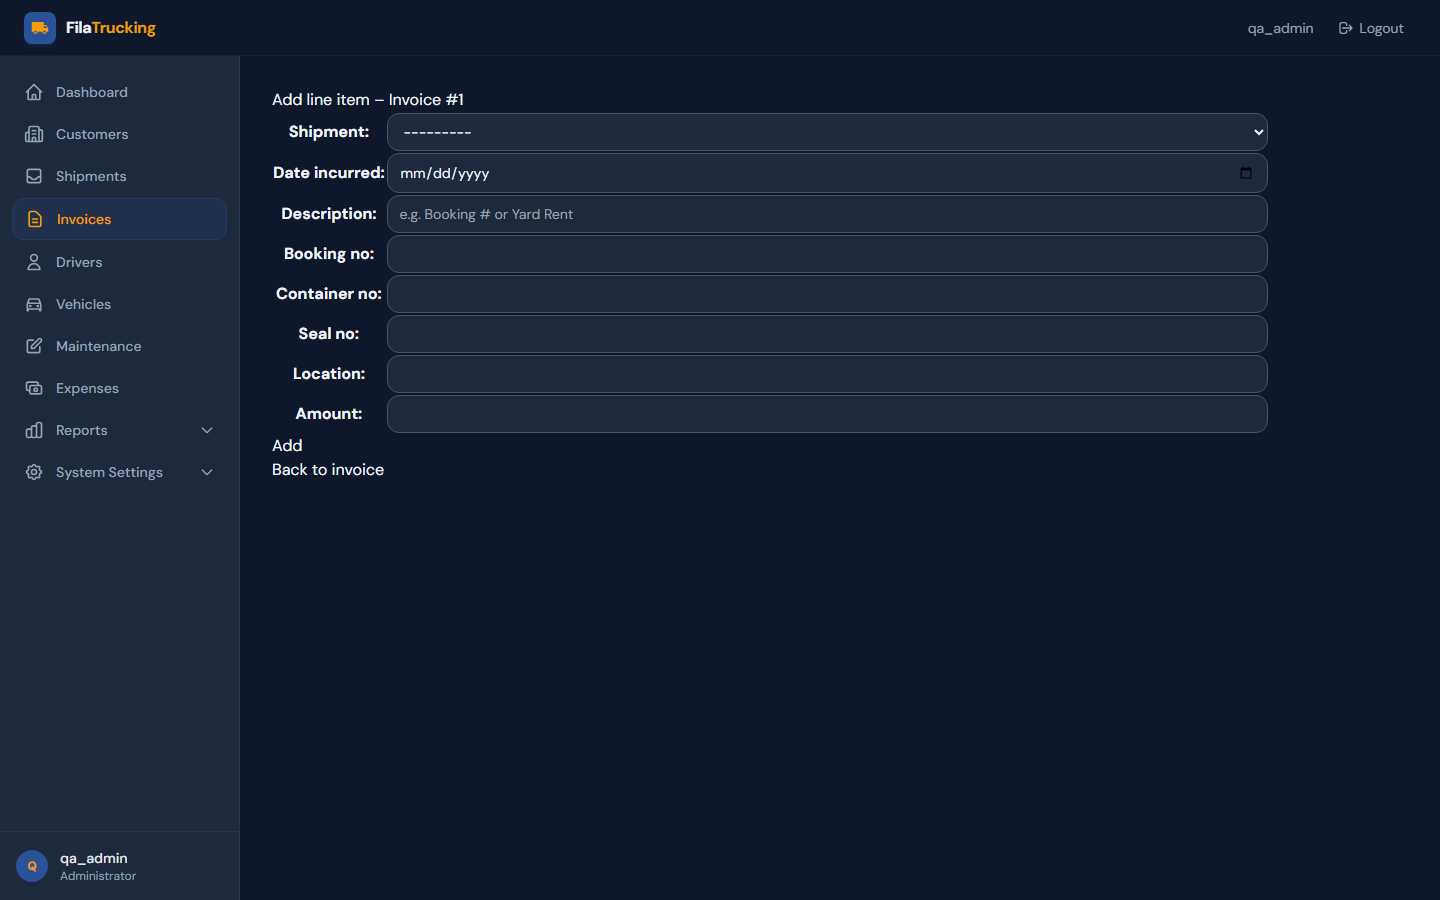 FilaTrucking
qa_admin
Logout
Dashboard
Customers
Shipments
Invoices
Drivers
Vehicles
Maintenance
Expenses
Reports
System Settings
Q
qa_admin
Administrator
Add line item – Invoice #1
Shipment: ---------
Date incurred: mm/dd/yyyy
Description: e.g. Booking # or Yard Rent
Booking no:
Container no:
Seal no:
Location:
Amount:
Add
Back to invoice